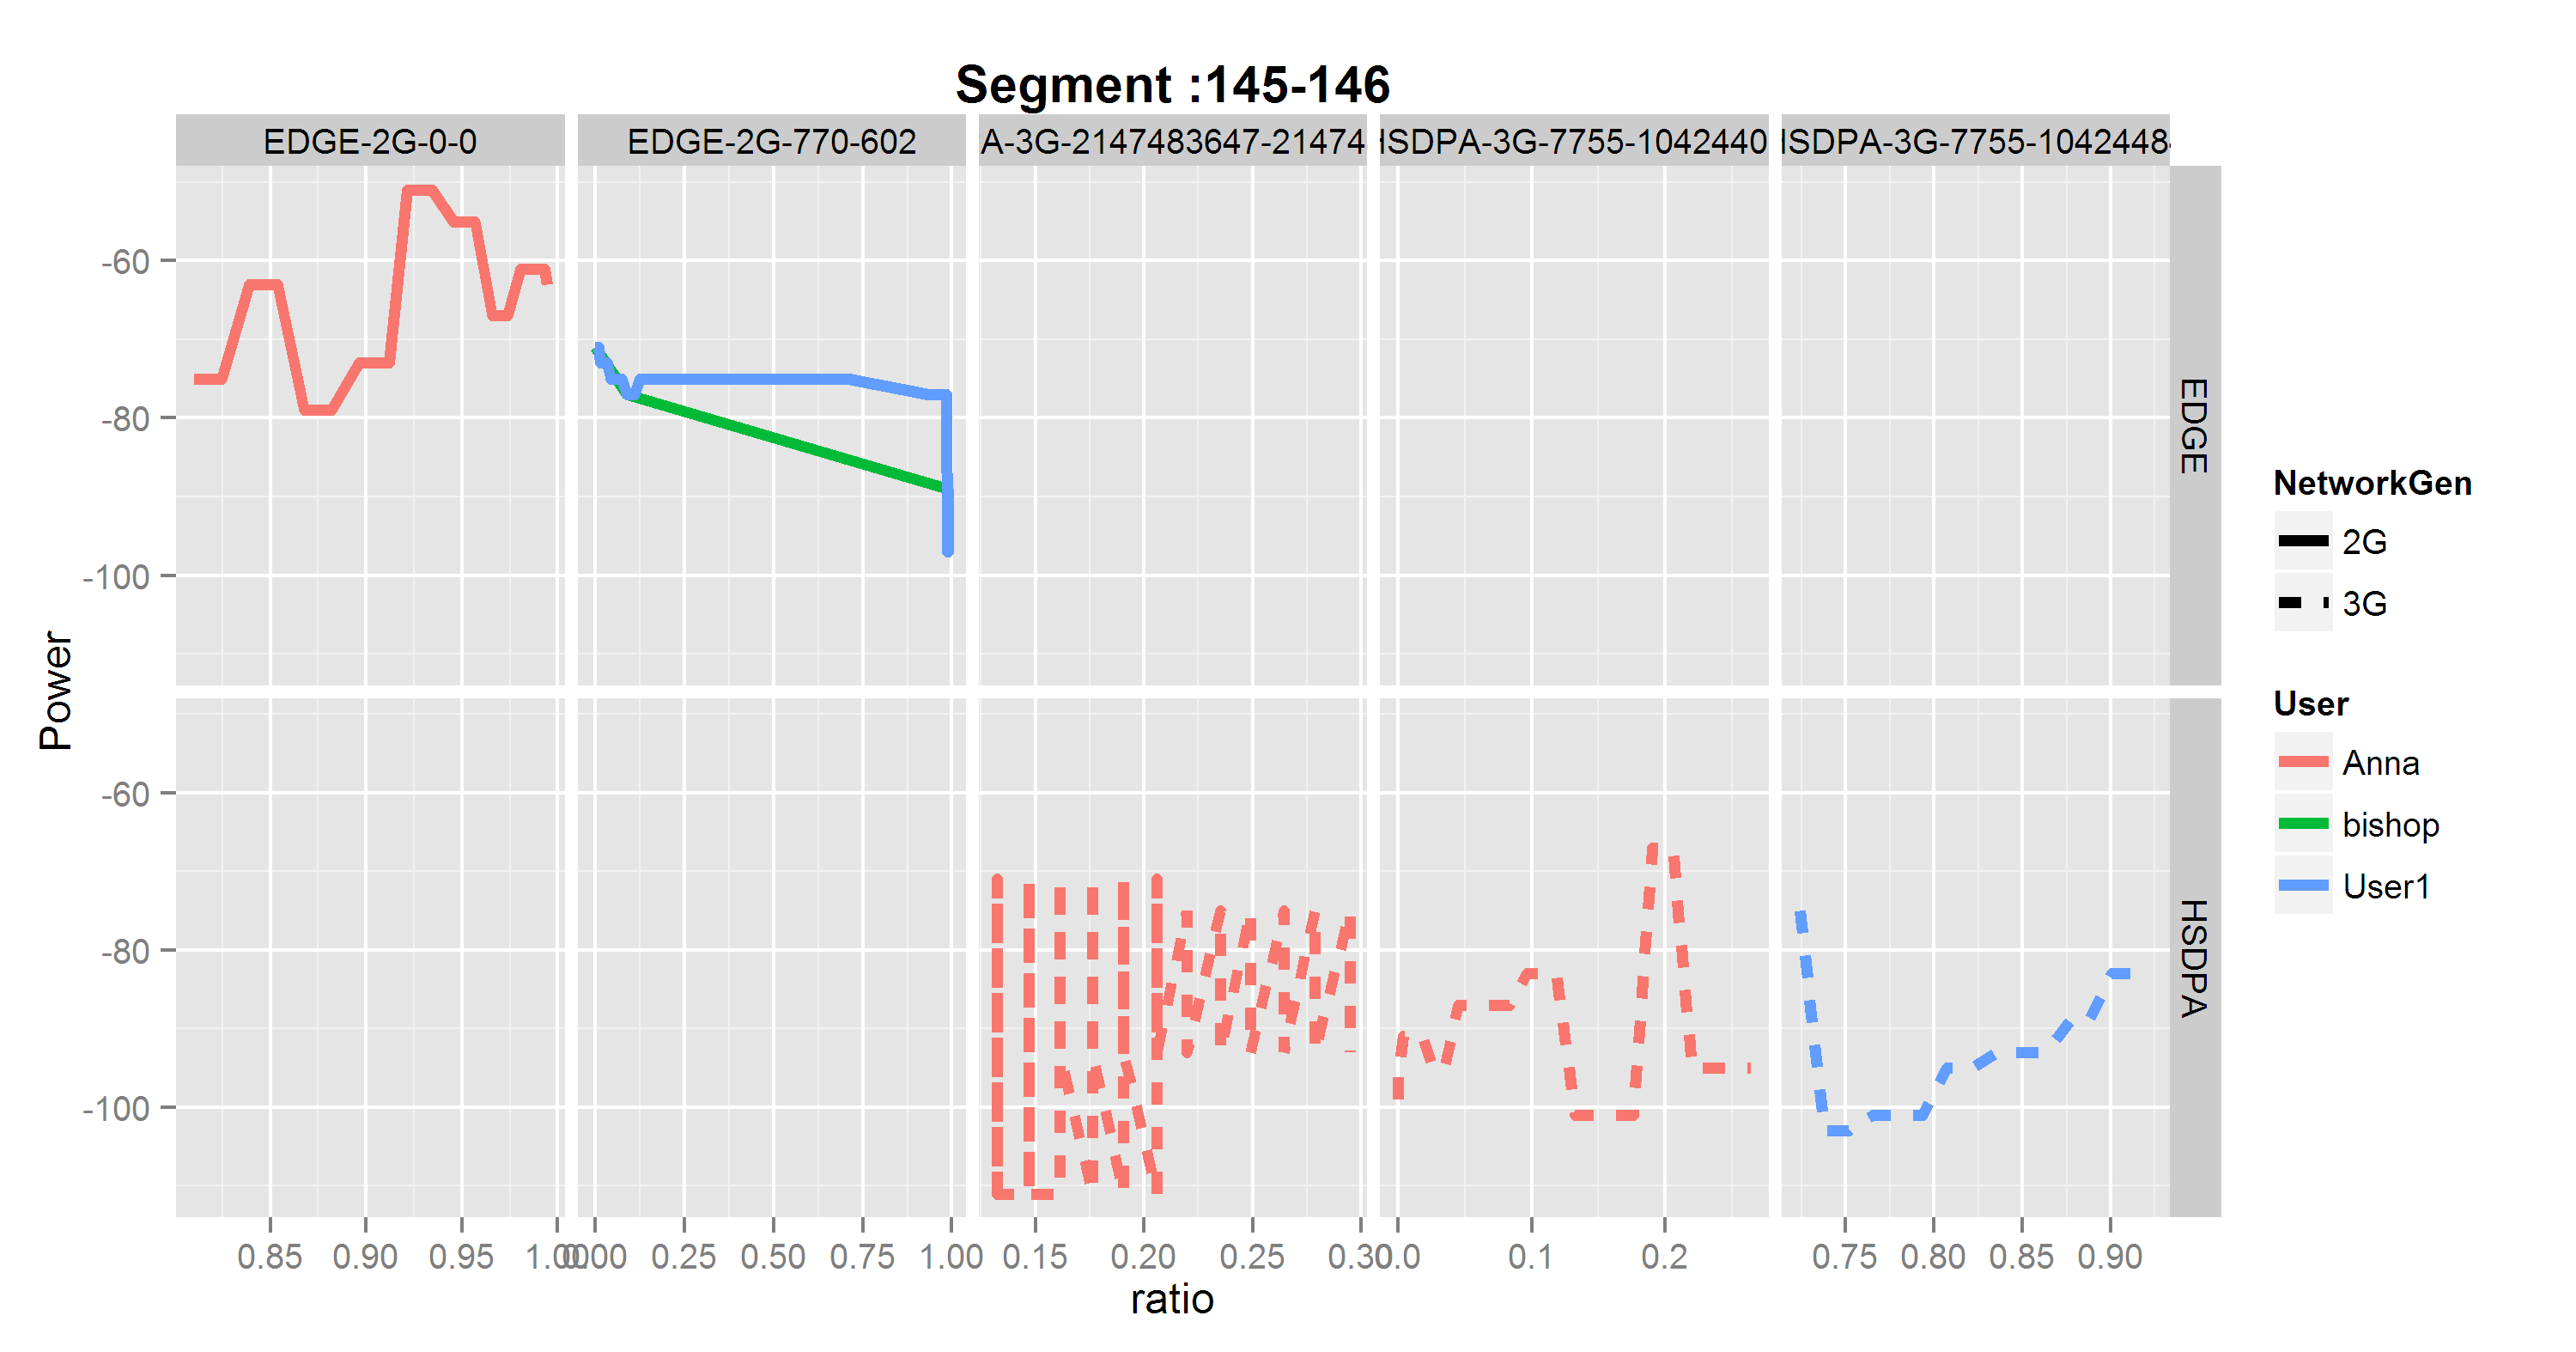 Segment :145-146
EDGE-2G-0-0
EDGE-2G-770-602
A-3G-2147483647-21474
HSDPA-3G-7755-1042440
HSDPA-3G-7755-1042448
-60
-80
-100
EDGE
-60
-80
-100
HSDPA
Power
0.85 0.90 0.95 1.00
0.00 0.25 0.50 0.75 1.00
0.15 0.20 0.25 0.30
0.0 0.1 0.2
0.75 0.80 0.85 0.90
ratio
NetworkGen
2G
3G
User
Anna
bishop
User1